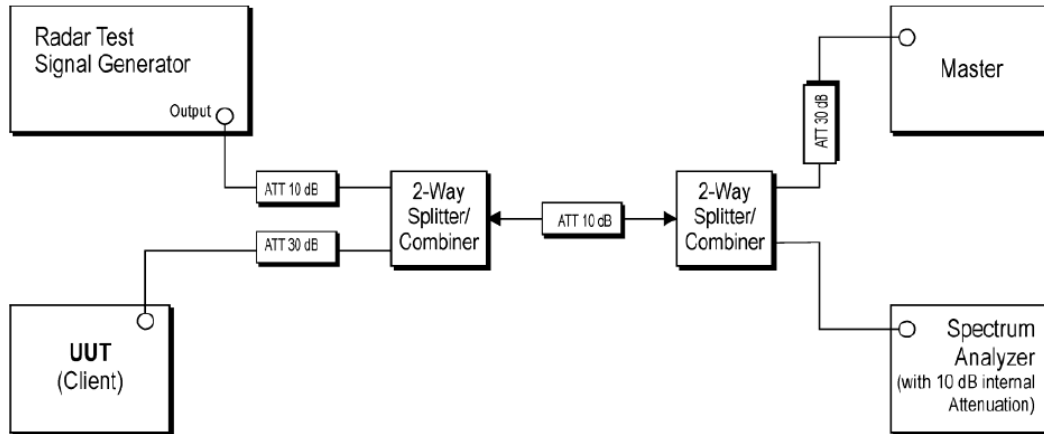 Radar Test
Signal Generator
Output
ATT 10 dB
ATT 30 dB
UUT
(Client)
2-Way
Splitter/
Combiner
ATT 10 dB
2-Way
Splitter/
Combiner
ATT 30 dB
Master
Spectrum
Analyzer
(with 10 dB internal
Attenuation)